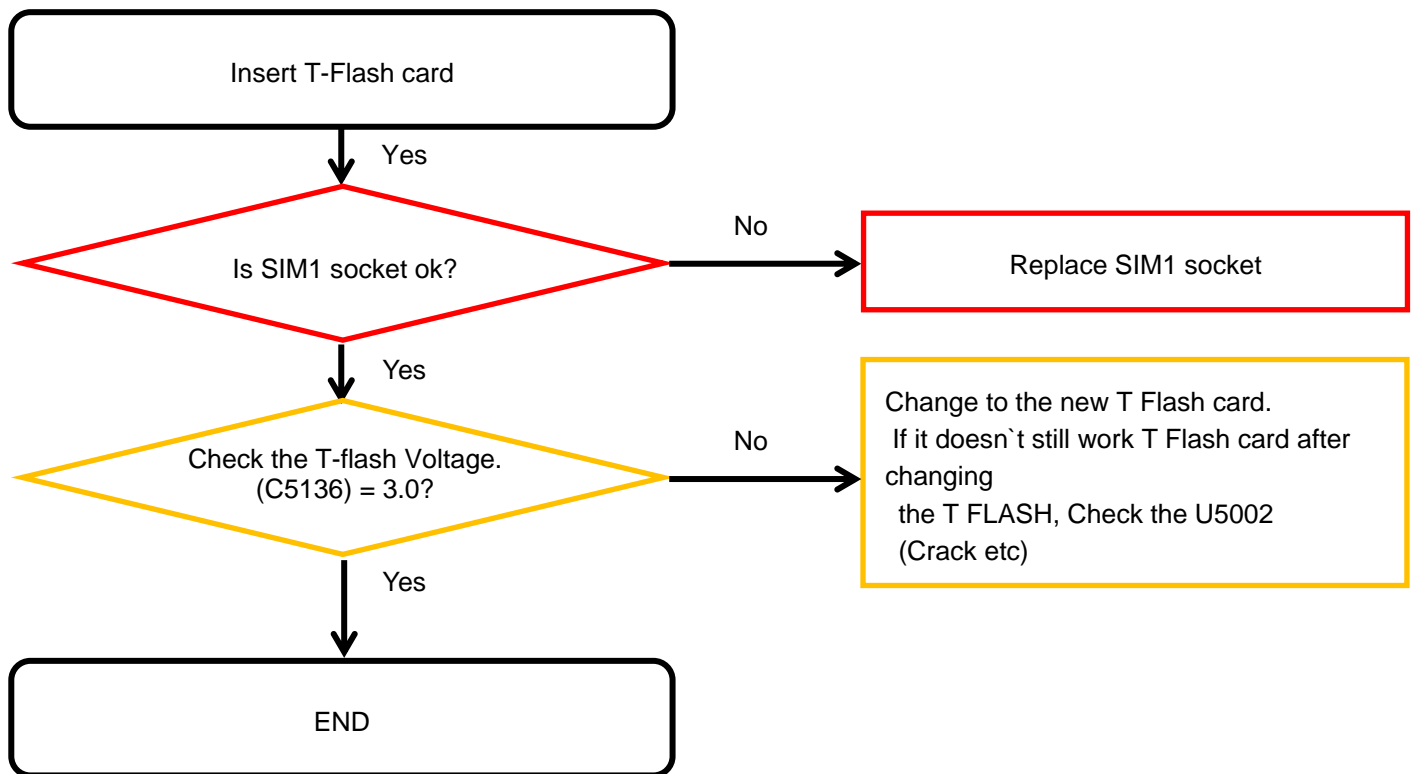 Insert T-Flash card
Yes
Is SIM1 socket ok?
No
Replace SIM1 socket
Yes
Check the T-flash Voltage.
(C5136) = 3.0?
No
Change to the new T Flash card.
If it doesn`t still work T Flash card after
changing
the T FLASH, Check the U5002
(Crack etc)
Yes
END